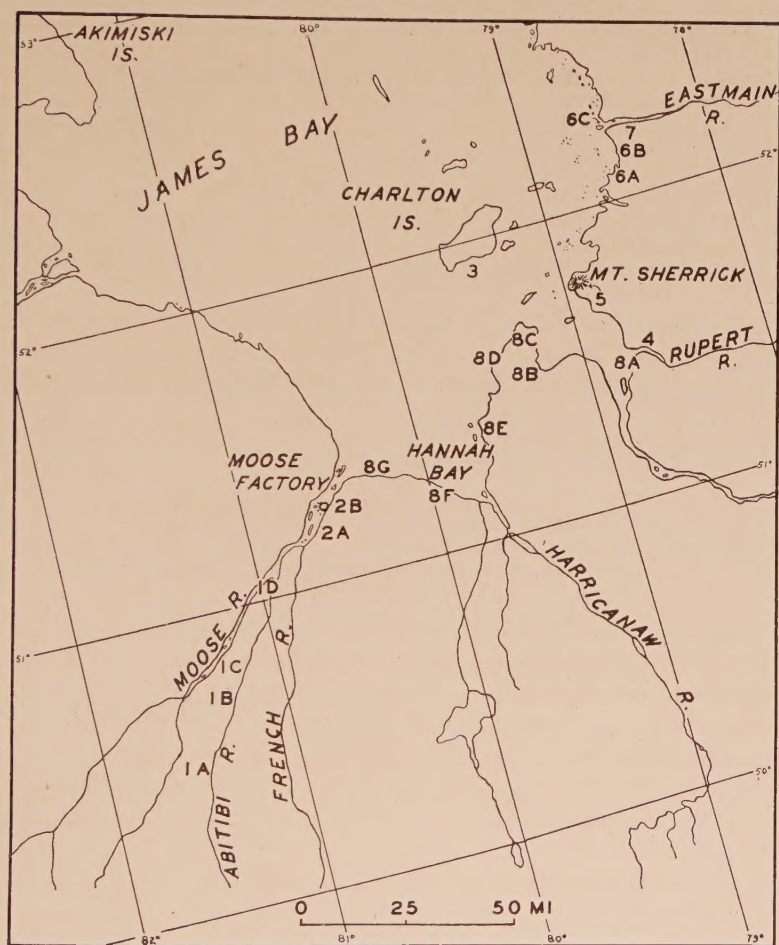 53°
AKIMISKI
IS.
80°
79°
78°
JAMES BAY
EASTMAIN
R.
6C
7
6B
6A
52°
CHARLTON
IS.
3
MT. SHERRICK
5
52°
4
RUPERT
R.
8A
8C
8D
8B
8E
MOOSE
FACTORY
8G
HANNAH
BAY
8F
51°
2B
2A
1D
HARRICANAW
R.
MOOSE R.
51°
1C
1B
1A
ABITIBI R.
FRENCH R.
50°
0 25 50 MI
82°
81°
80°
79°